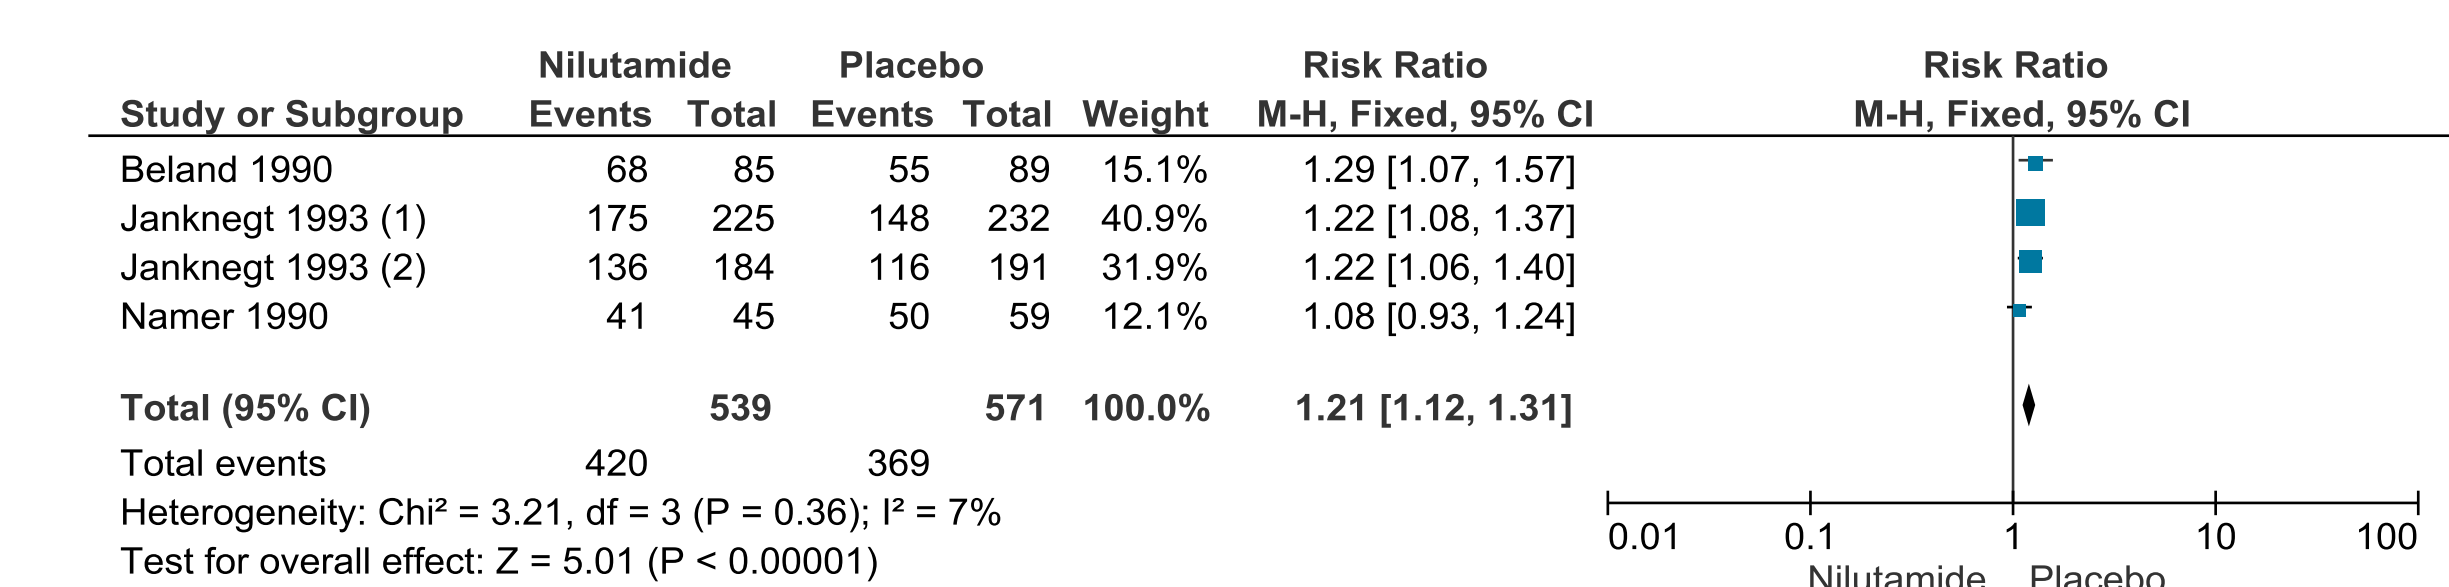 Nilutamide Placebo Risk Ratio Risk Ratio
Study or Subgroup Events Total Events Total Weight M-H, Fixed, 95% CI M-H, Fixed, 95% CI
Beland 1990 68 85 55 89 15.1% 1.29 [1.07, 1.57]
Janknegt 1993 (1) 175 225 148 232 40.9% 1.22 [1.08, 1.37]
Janknegt 1993 (2) 136 184 116 191 31.9% 1.22 [1.06, 1.40]
Namer 1990 41 45 50 59 12.1% 1.08 [0.93, 1.24]
Total (95% CI) 539 571 100.0% 1.21 [1.12, 1.31]
Total events 420 369
Heterogeneity: Chi² = 3.21, df = 3 (P = 0.36); I² = 7%
Test for overall effect: Z = 5.01 (P < 0.00001)
0.01 0.1 1 10 100
Nilutamide Placebo